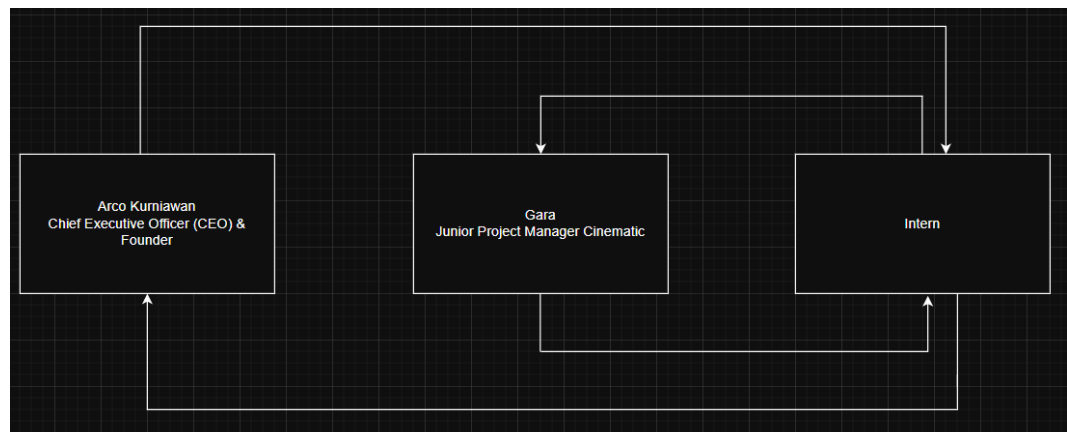 Arco Kurniawan
Chief Executive Officer (CEO) &
Founder
Gara
Junior Project Manager Cinematic
Intern